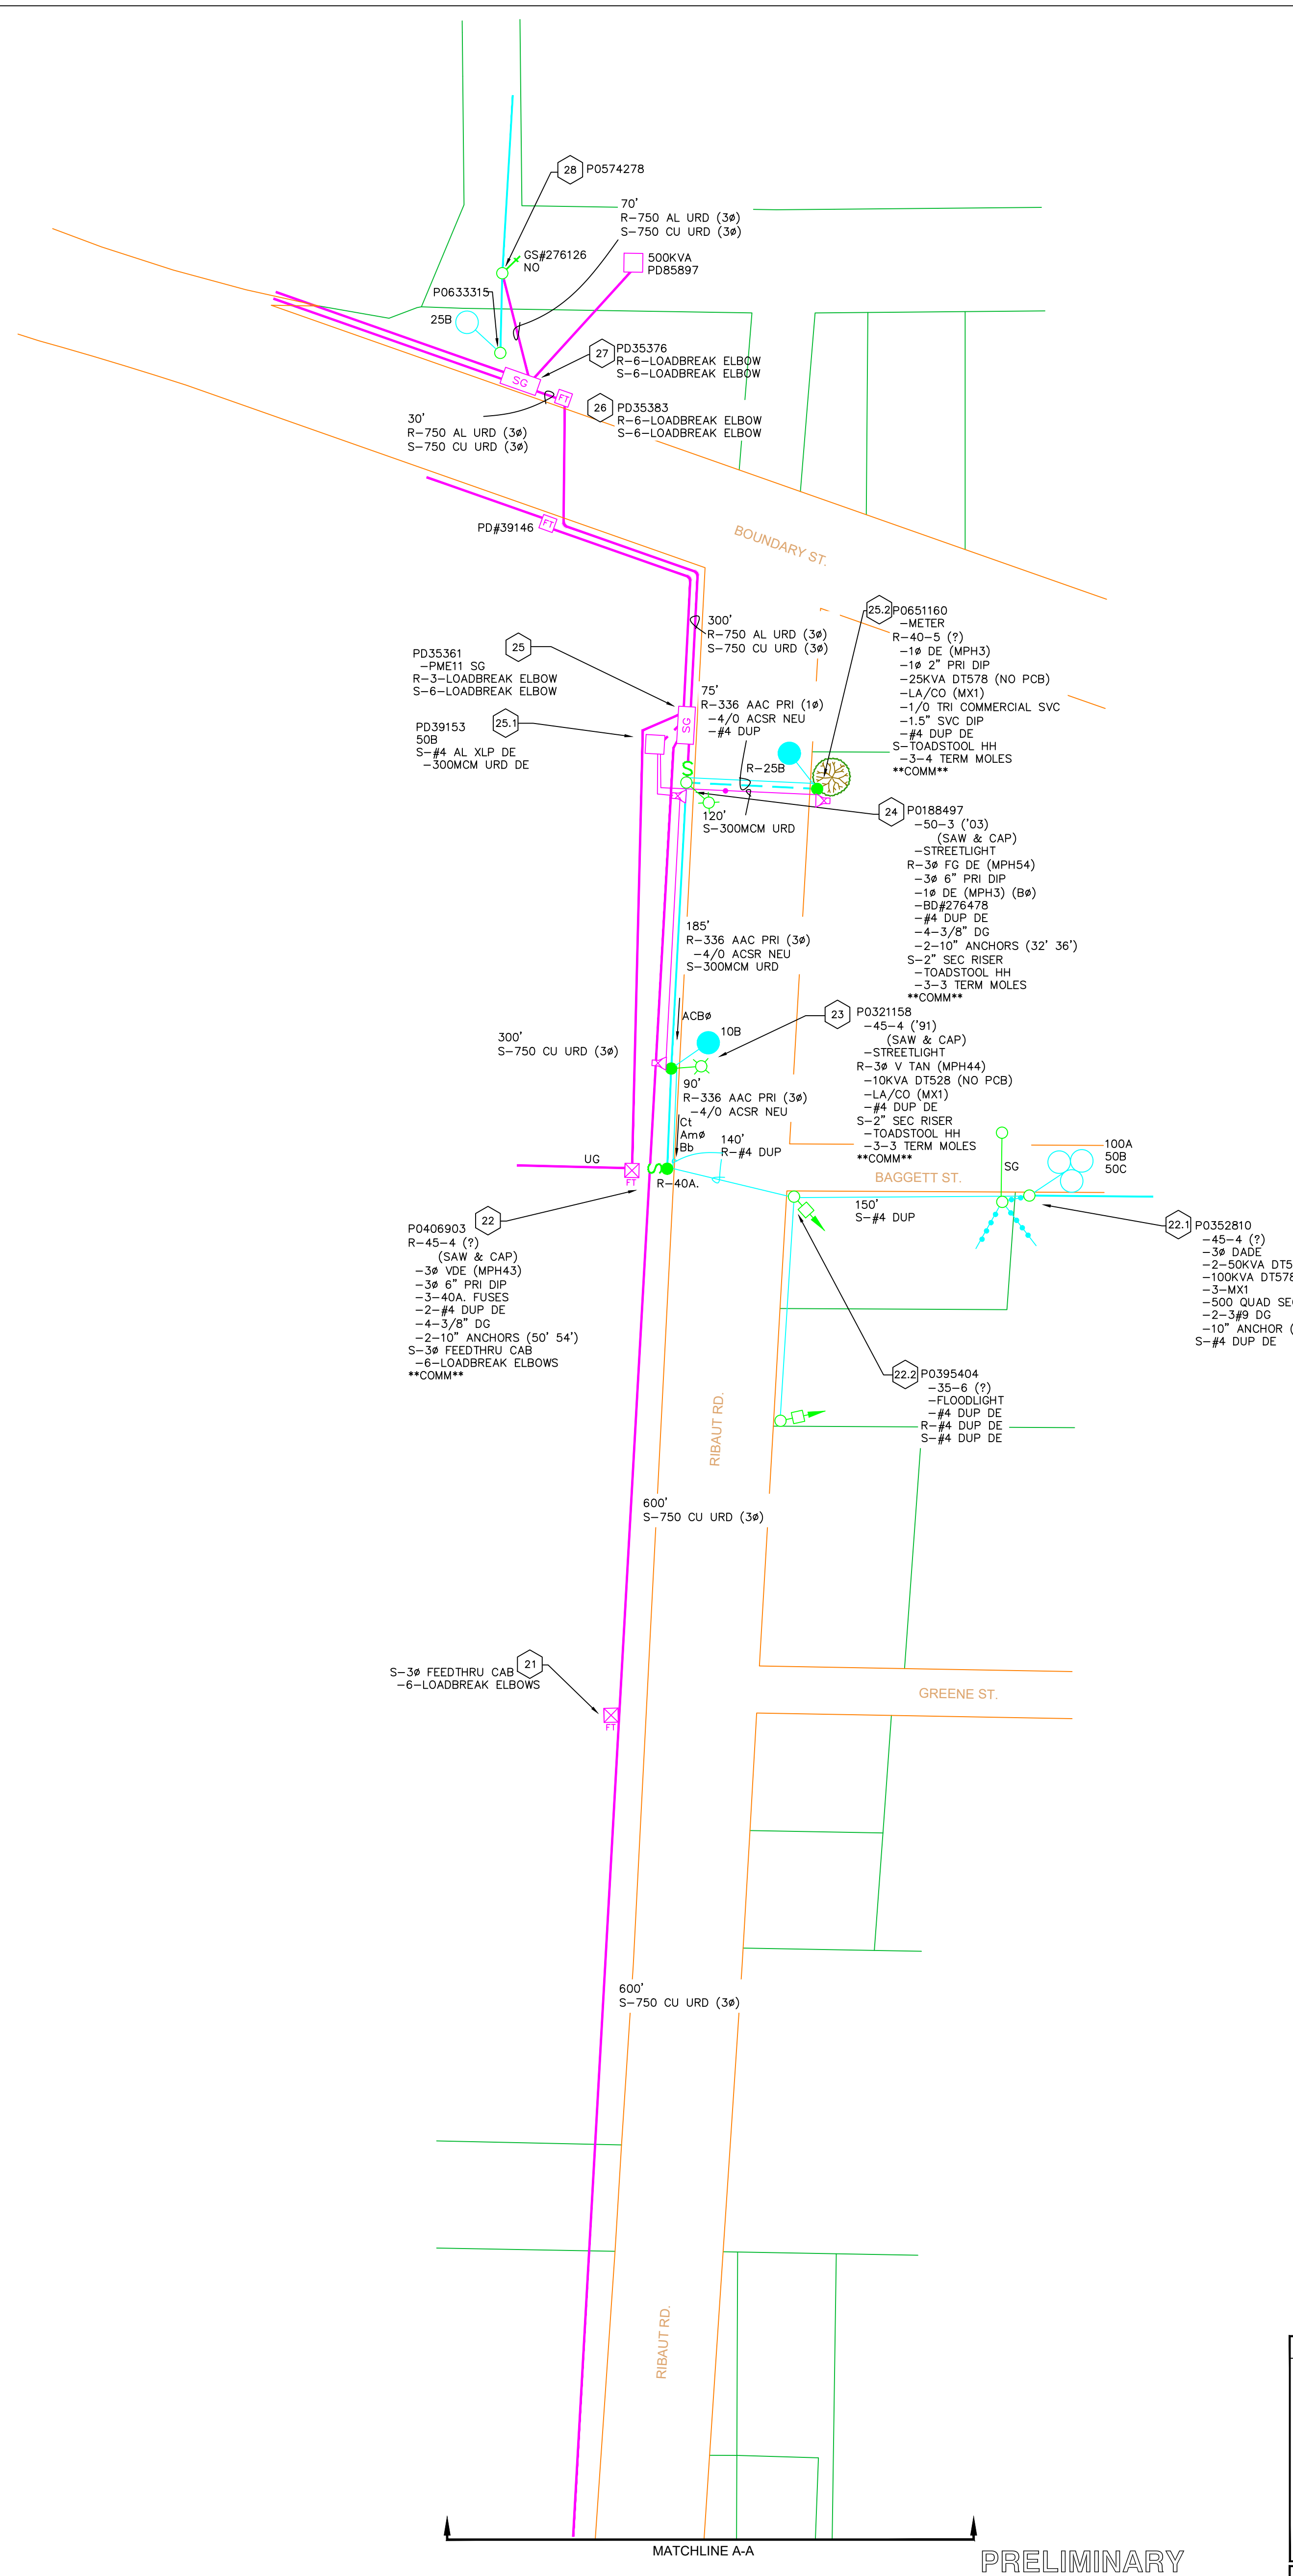 28
P0574278
70'
R-750 AL URD (3ø)
S-750 CU URD (3ø)
GS#276126
NO
500KVA
PD85897
P0633315
25B
27
PD35376
R-6-LOADBREAK ELBOW
S-6-LOADBREAK ELBOW
SG
FT
26
PD35383
R-6-LOADBREAK ELBOW
S-6-LOADBREAK ELBOW
30'
R-750 AL URD (3ø)
S-750 CU URD (3ø)
PD#39146
FT
BOUNDARY ST.
25.2
P0651160
-METER
R-40-5 (?)
-1ø DE (MPH3)
-1ø 2" PRI DIP
-25KVA DT578 (NO PCB)
-LA/CO (MX1)
-1/0 TRI COMMERCIAL SVC
-1.5" SVC DIP
-#4 DUP DE
S-TOADSTOOL HH
-3-4 TERM MOLES
**COMM**
300'
R-750 AL URD (3ø)
S-750 CU URD (3ø)
25
PD35361
-PME11 SG
R-3-LOADBREAK ELBOW
S-6-LOADBREAK ELBOW
75'
R-336 AAC PRI (1ø)
-4/0 ACSR NEU
-#4 DUP
25.1
PD39153
50B
S-#4 AL XLP DE
-300MCM URD DE
SG
S
R-25B
120'
S-300MCM URD
24
P0188497
-50-3 ('03)
(SAW & CAP)
-STREETLIGHT
R-3ø FG DE (MPH54)
-3ø 6" PRI DIP
-1ø DE (MPH3) (Bø)
-BD#276478
-#4 DUP DE
-4-3/8" DG
-2-10" ANCHORS (32' 36')
S-2" SEC RISER
-TOADSTOOL HH
-3-3 TERM MOLES
**COMM**
185'
R-336 AAC PRI (3ø)
-4/0 ACSR NEU
S-300MCM URD
ACBø
10B
23
P0321158
-45-4 ('91)
(SAW & CAP)
-STREETLIGHT
R-3ø V TAN (MPH44)
-10KVA DT528 (NO PCB)
-LA/CO (MX1)
-#4 DUP DE
S-2" SEC RISER
-TOADSTOOL HH
-3-3 TERM MOLES
**COMM**
300'
S-750 CU URD (3ø)
90'
R-336 AAC PRI (3ø)
-4/0 ACSR NEU
Ct
Amø
Bb
140'
R-#4 DUP
UG
FT
S
R-40A.
SG
100A
50B
50C
BAGGETT ST.
150'
S-#4 DUP
22
P0406903
R-45-4 (?)
(SAW & CAP)
-3ø VDE (MPH43)
-3ø 6" PRI DIP
-3-40A. FUSES
-2-#4 DUP DE
-4-3/8" DG
-2-10" ANCHORS (50' 54')
S-3ø FEEDTHRU CAB
-6-LOADBREAK ELBOWS
**COMM**
22.1
P0352810
-45-4 (?)
-3ø DADE
-2-50KVA DT5
-100KVA DT578
-3-MX1
-500 QUAD SE
-2-3#9 DG
-10" ANCHOR (
S-#4 DUP DE
22.2
P0395404
-35-6 (?)
-FLOODLIGHT
-#4 DUP DE
R-#4 DUP DE
S-#4 DUP DE
RIBAUT RD.
600'
S-750 CU URD (3ø)
21
S-3ø FEEDTHRU CAB
-6-LOADBREAK ELBOWS
FT
GREENE ST.
600'
S-750 CU URD (3ø)
RIBAUT RD.
MATCHLINE A-A
PRELIMINARY